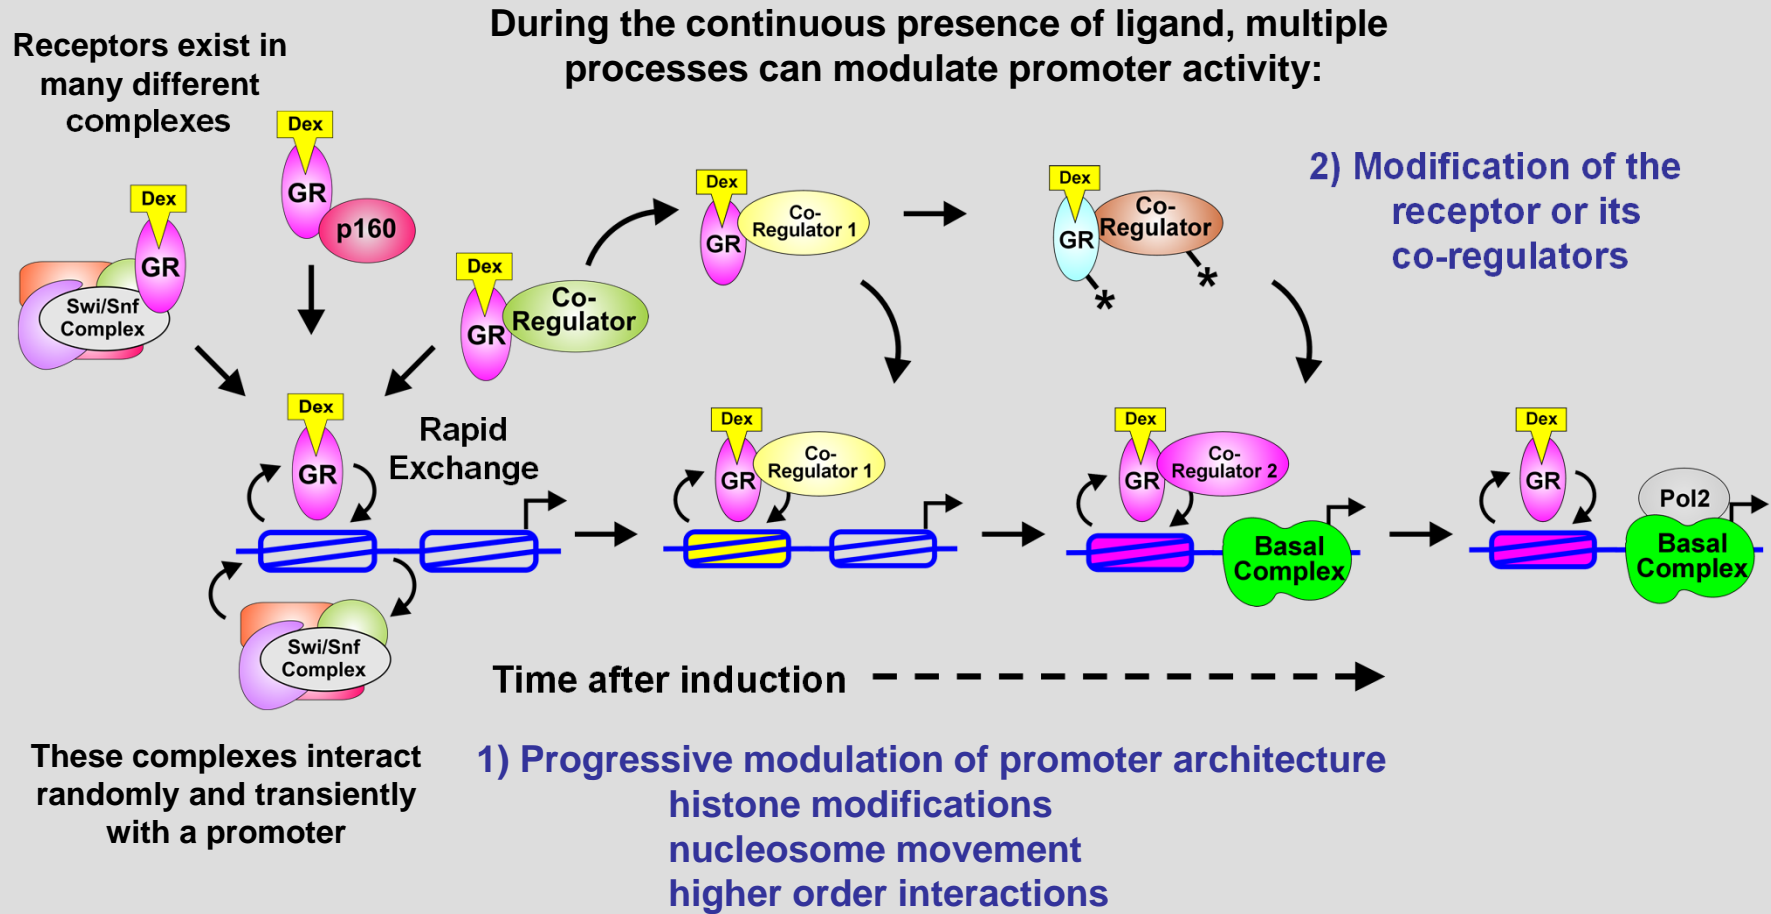 During the continuous presence of ligand, multiple
processes can modulate promoter activity:
Receptors exist in
many different
complexes
Dex
GR
Swi/Snf
Complex
Dex
GR
p160
Dex
GR
Co-
Regulator
Dex
GR
Co-
Regulator 1
Dex
GR
Co-
Regulator
*
*
2) Modification of the
receptor or its
co-regulators
Dex
GR
Rapid
Exchange
Swi/Snf
Complex
Dex
GR
Co-
Regulator 1
Dex
GR
Co-
Regulator 2
Basal
Complex
Dex
GR
Pol2
Basal
Complex
Time after induction
These complexes interact
randomly and transiently
with a promoter
1) Progressive modulation of promoter architecture
histone modifications
nucleosome movement
higher order interactions